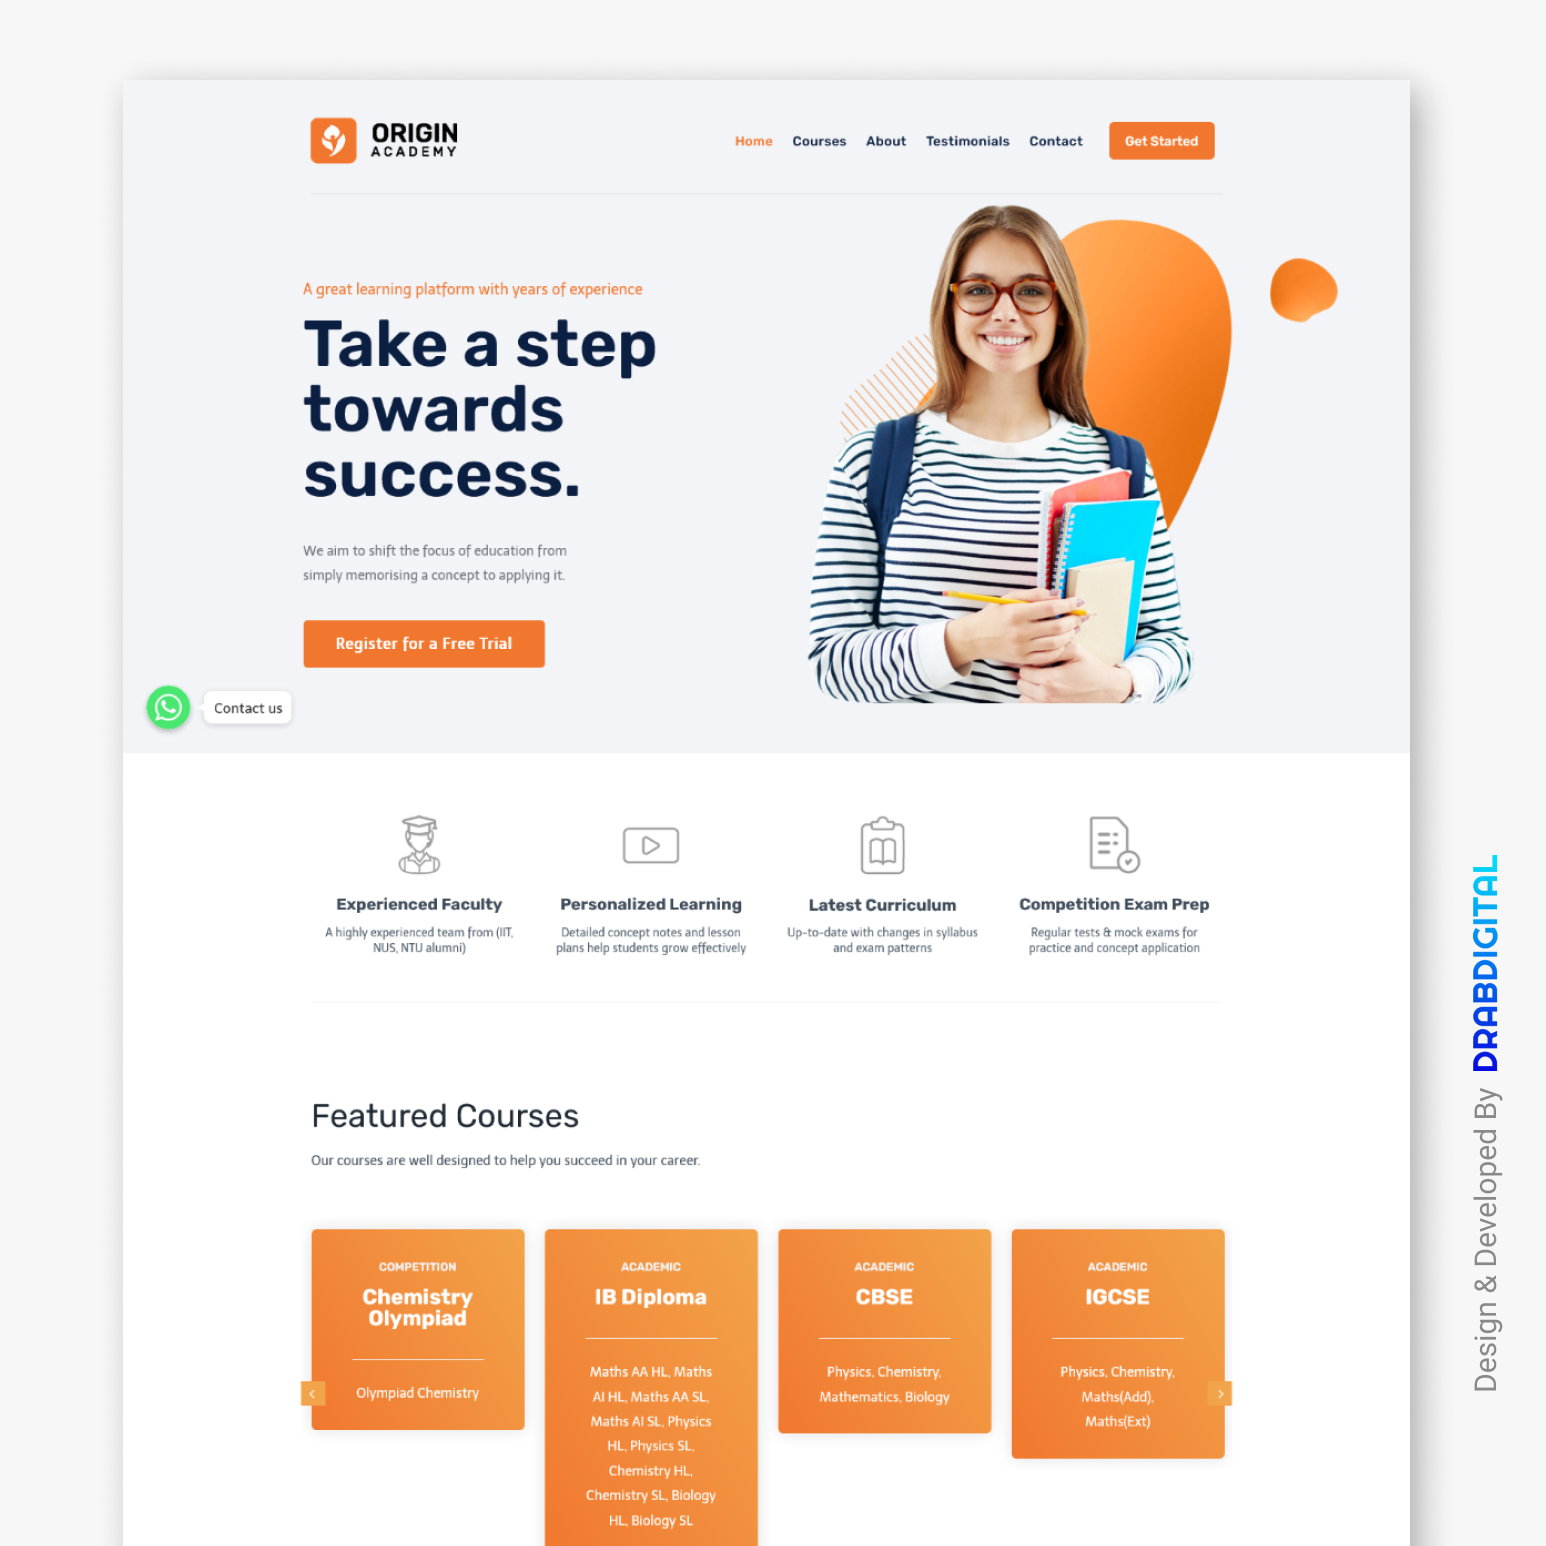 ORIGIN
ACADEMY
Home
Courses
About
Testimonials
Contact
Get Started
A great learning platform with years of experience
Take a step
towards
success.
We aim to shift the focus of education from
simply memorising a concept to applying it.
Register for a Free Trial
Contact us
Experienced Faculty
A highly experienced team from (IIT,
NUS, NTU alumni)
Personalized Learning
Detailed concept notes and lesson
plans help students grow effectively
Latest Curriculum
Up-to-date with changes in syllabus
and exam patterns
Competition Exam Prep
Regular tests & mock exams for
practice and concept application
Featured Courses
Our courses are well designed to help you succeed in your career.
COMPETITION
Chemistry
Olympiad
Olympiad Chemistry
ACADEMIC
IB Diploma
Maths AA HL, Maths
AI HL, Maths AA SL,
Maths AI SL, Physics
HL, Physics SL,
Chemistry HL,
Chemistry SL, Biology
HL, Biology SL
ACADEMIC
CBSE
Physics, Chemistry,
Mathematics, Biology
ACADEMIC
IGCSE
Physics, Chemistry,
Maths(Add),
Maths(Ext)
Design & Developed By DRABDIGITAL